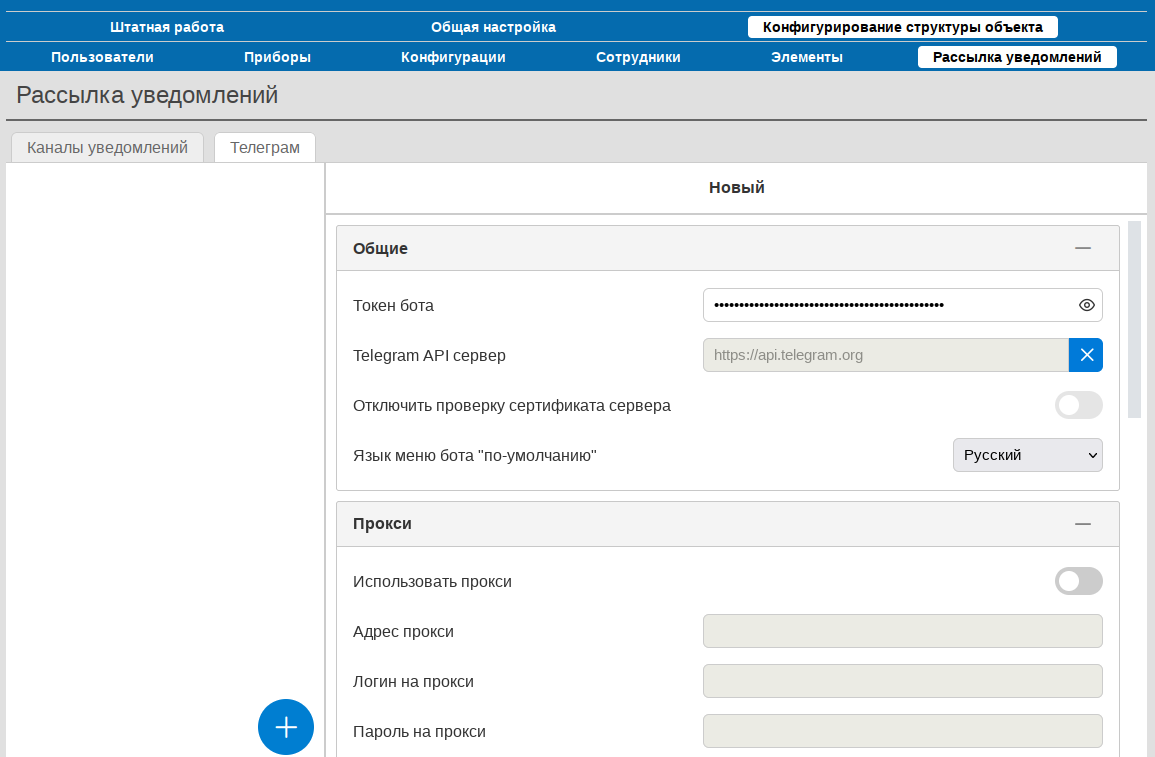 Штатная работа Общая настройка Конфигурирование структуры объекта
Пользователи Приборы Конфигурации Сотрудники Элементы Рассылка уведомлений
Рассылка уведомлений
Каналы уведомлений Телеграм
Новый
Общие
Токен бота ••••••••••••••••••••••••••••••••••••••••••••••
Telegram API сервер https://api.telegram.org
Отключить проверку сертификата сервера
Язык меню бота "по-умолчанию" Русский
Прокси
Использовать прокси
Адрес прокси
Логин на прокси
Пароль на прокси